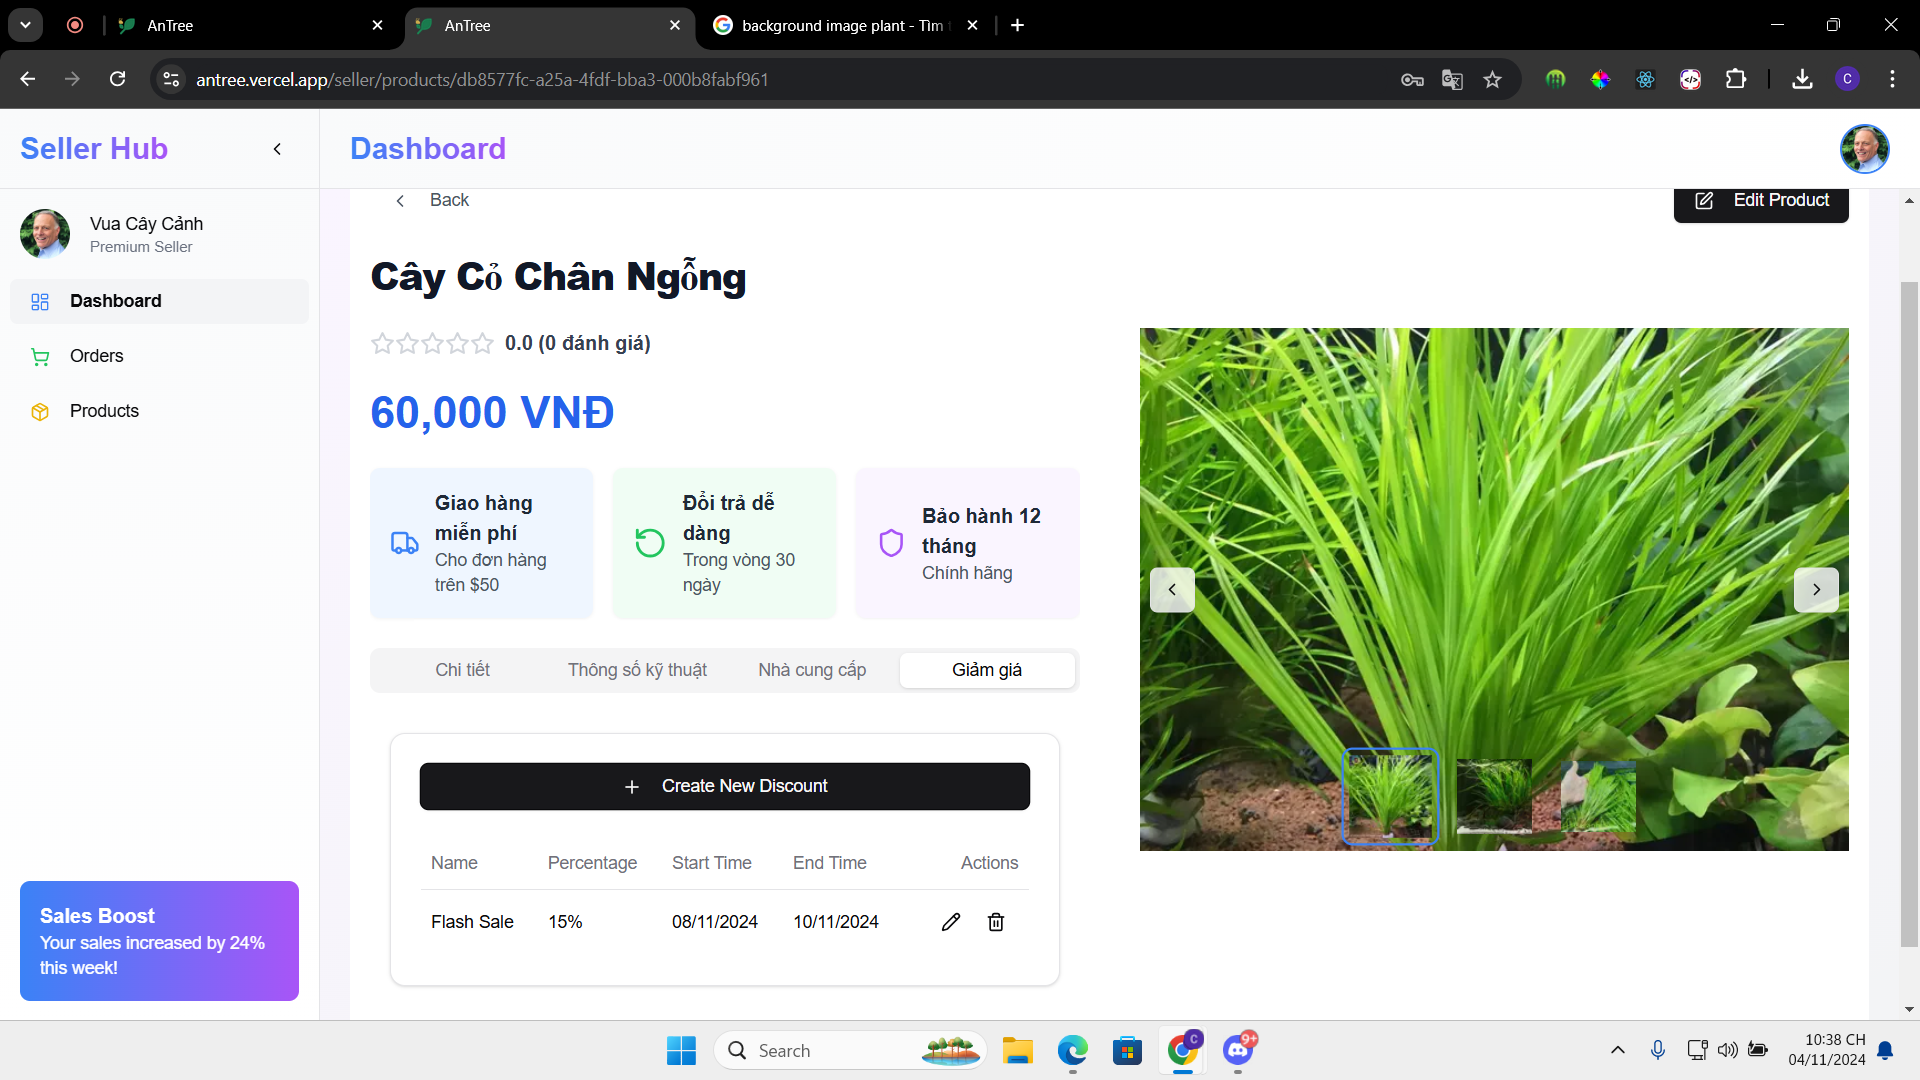 AnTree
AnTree
background image plant - Tìm
antree.vercel.app/seller/products/db8577fc-a25a-4fdf-bba3-000b8fabf961
C
Seller Hub
Dashboard
Vua Cây Cảnh
Premium Seller
Dashboard
Orders
Products
Sales Boost
Your sales increased by 24%
this week!
Back
Edit Product
Cây Cỏ Chân Ngỗng
0.0 (0 đánh giá)
60,000 VNĐ
Giao hàng
miễn phí
Cho đơn hàng
trên $50
Đổi trả dễ
dàng
Trong vòng 30
ngày
Bảo hành 12
tháng
Chính hãng
Chi tiết Thông số kỹ thuật Nhà cung cấp Giảm giá
Create New Discount
Name Percentage Start Time End Time Actions
Flash Sale 15% 08/11/2024 10/11/2024
Search
C
9+
10:38 CH
04/11/2024